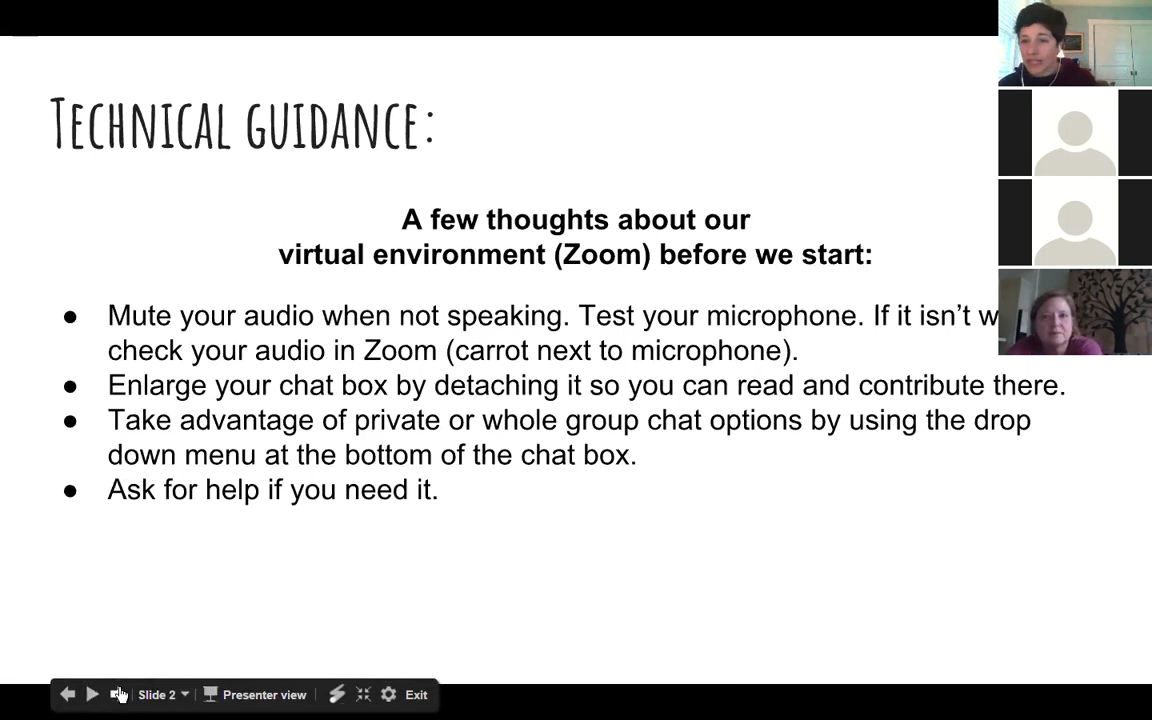 Technical guidance:
A few thoughts about our
virtual environment (Zoom) before we start:
● Mute your audio when not speaking. Test your microphone. If it isn’t
check your audio in Zoom (carrot next to microphone).
● Enlarge your chat box by detaching it so you can read and contribute there.
● Take advantage of private or whole group chat options by using the drop
down menu at the bottom of the chat box.
● Ask for help if you need it.
Slide 2 Presenter view Exit